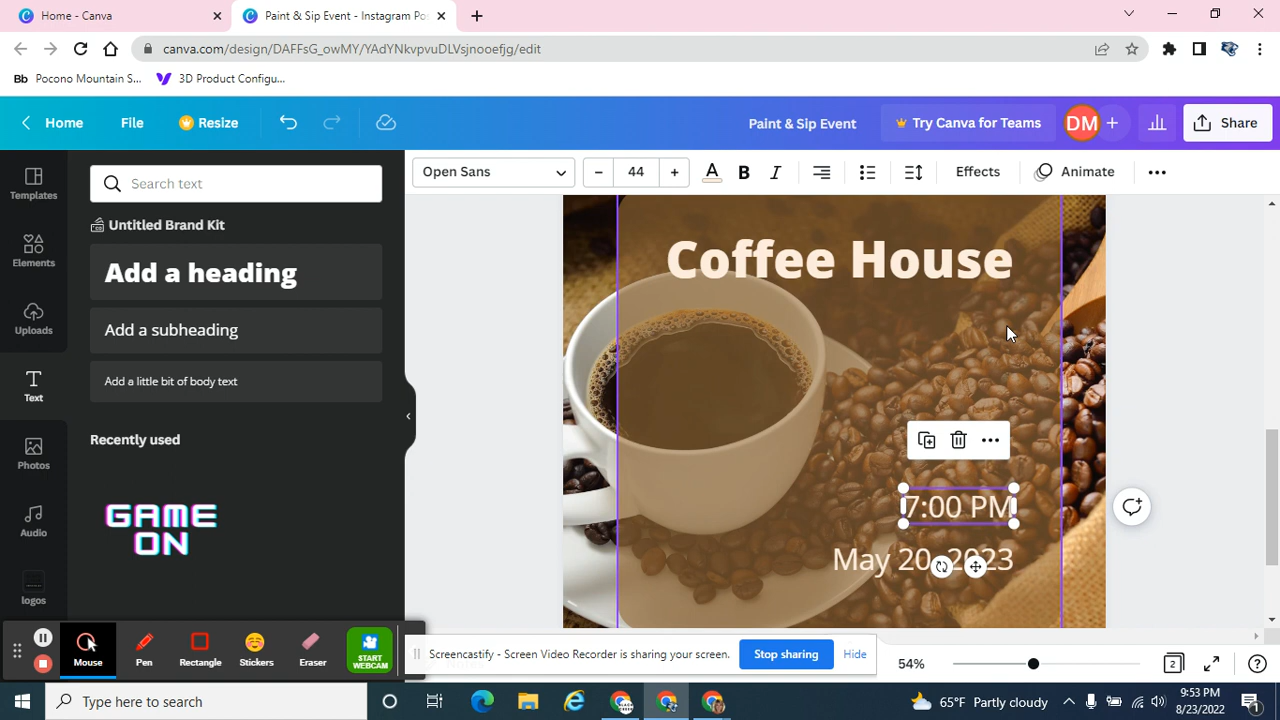 Home - Canva
Paint & Sip Event - Instagram Pos
canva.com/design/DAFFsG_owMY/YAdYNkvpvuDLVsjnooefjg/edit
Bb Pocono Mountain S...
3D Product Configu...
Home
File
Resize
Paint & Sip Event
Try Canva for Teams
DM
Share
Templates
Elements
Uploads
Text
Photos
Audio
logos
Search text
Untitled Brand Kit
Add a heading
Add a subheading
Add a little bit of body text
Recently used
GAME
ON
Open Sans
44
A
B
I
Effects
Animate
Coffee House
7:00 PM
May 20, 2023
Mouse
Pen
Rectangle
Stickers
Eraser
START
WEBCAM
Screencastify - Screen Video Recorder is sharing your screen.
Stop sharing
Hide
54%
2
Type here to search
65°F Partly cloudy
9:53 PM
8/23/2022
1